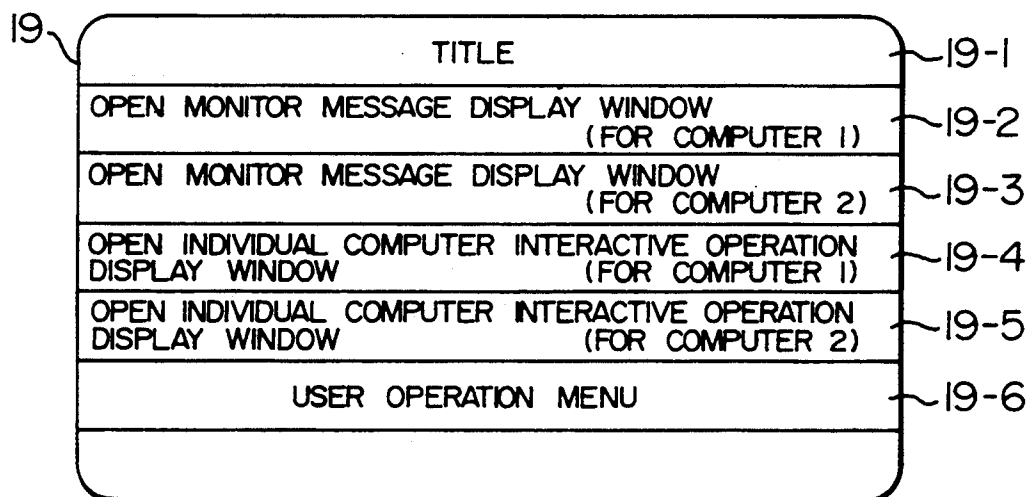 19
TITLE 19-1
OPEN MONITOR MESSAGE DISPLAY WINDOW
(FOR COMPUTER 1) 19-2
OPEN MONITOR MESSAGE DISPLAY WINDOW
(FOR COMPUTER 2) 19-3
OPEN INDIVIDUAL COMPUTER INTERACTIVE OPERATION
DISPLAY WINDOW (FOR COMPUTER 1) 19-4
OPEN INDIVIDUAL COMPUTER INTERACTIVE OPERATION
DISPLAY WINDOW (FOR COMPUTER 2) 19-5
USER OPERATION MENU 19-6